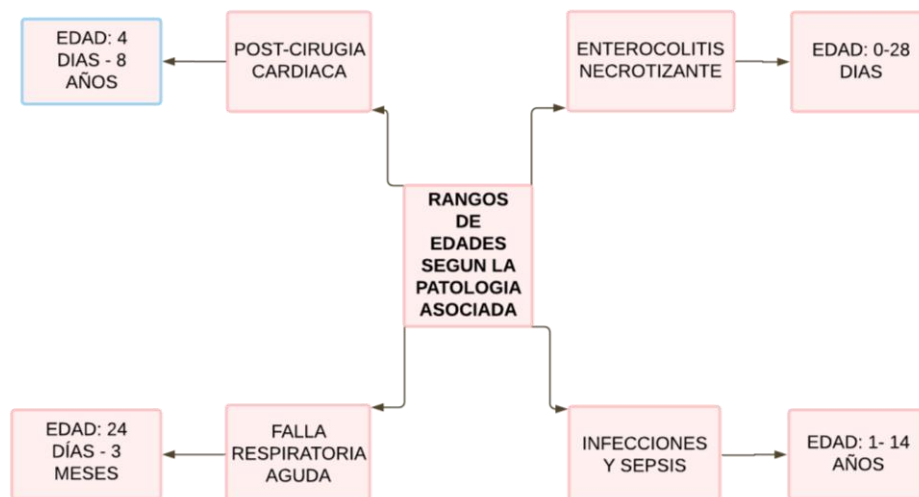 EDAD: 4
DIAS - 8
AÑOS
POST-CIRUGIA
CARDIACA
ENTEROCOLITIS
NECROTIZANTE
EDAD: 0-28
DIAS
RANGOS
DE
EDADES
SEGUN LA
PATOLOGIA
ASOCIADA
EDAD: 24
DÍAS - 3
MESES
FALLA
RESPIRATORIA
AGUDA
INFECCIONES
Y SEPSIS
EDAD: 1- 14
AÑOS